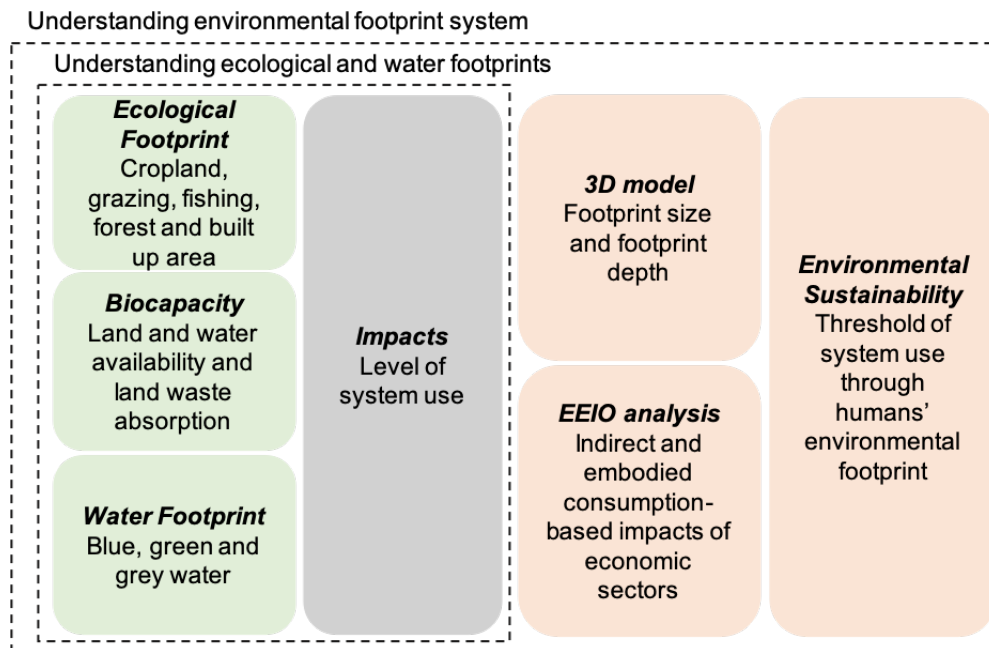 Understanding environmental footprint system
Understanding ecological and water footprints
Ecological
Footprint
Cropland,
grazing, fishing,
forest and built
up area
Biocapacity
Land and water
availability and
land waste
absorption
Water Footprint
Blue, green and
grey water
Impacts
Level of
system use
3D model
Footprint size
and footprint
depth
EEIO analysis
Indirect and
embodied
consumption-
based impacts of
economic
sectors
Environmental
Sustainability
Threshold of
system use
through
humans’
environmental
footprint